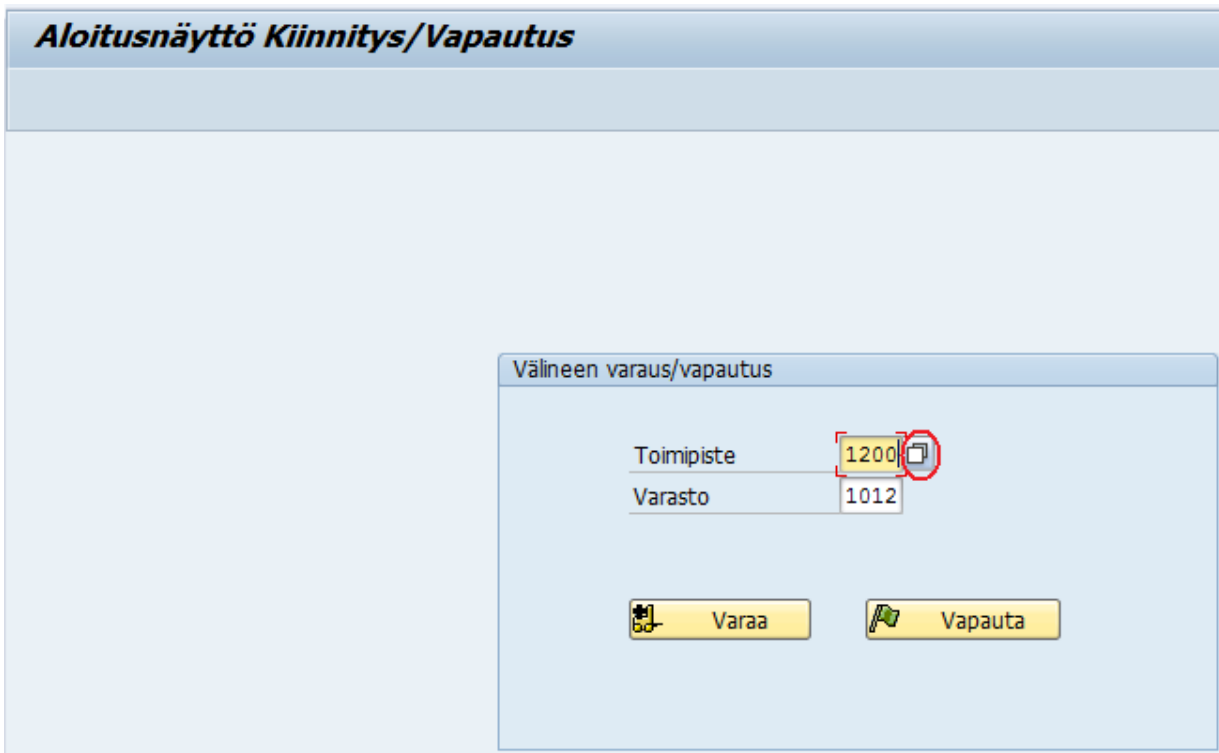 Aloitusnäyttö Kiinnitys/Vapautus
Välineen varaus/vapautus
Toimipiste 1200
Varasto 1012
Varaa Vapauta